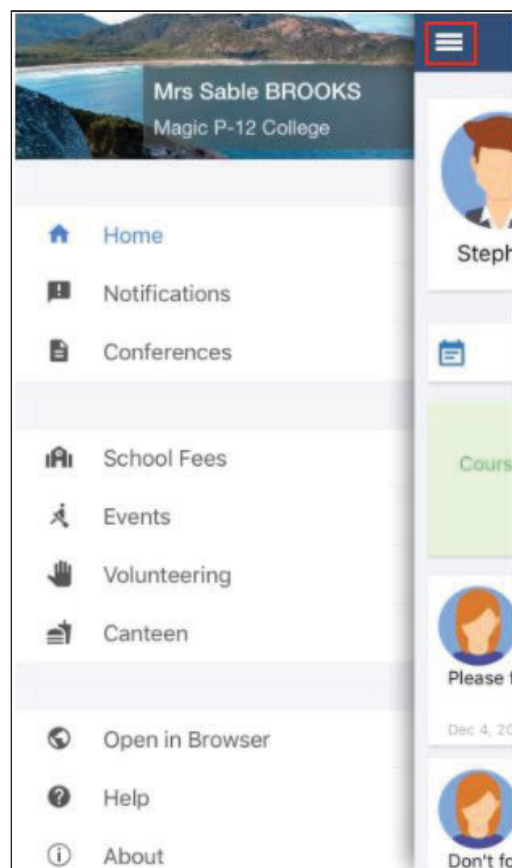 Mrs Sable BROOKS
Magic P-12 College
Home
Notifications
Conferences
School Fees
Events
Volunteering
Canteen
Open in Browser
Help
About
Steph
Cours
Please f
Dec 4, 20
Don't fo